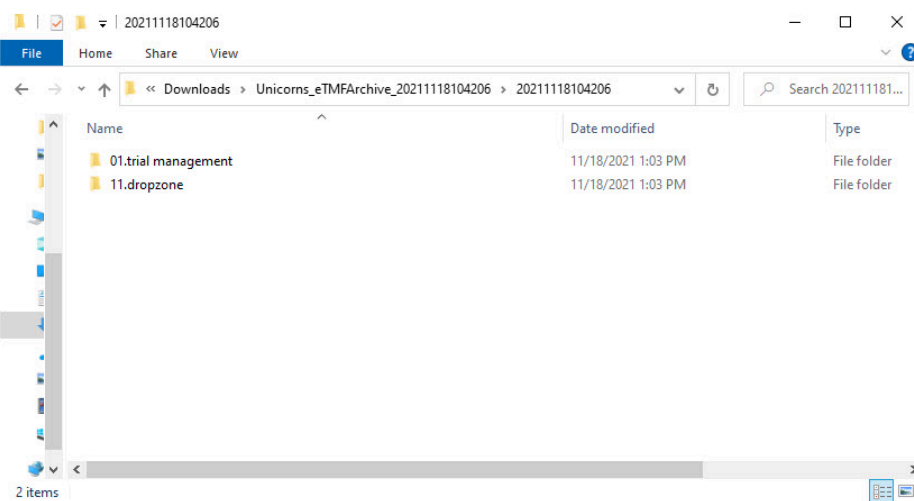 20211118104206
File Home Share View
« Downloads › Unicorns_eTMFArchive_20211118104206 › 20211118104206 Search 202111181...
Name Date modified Type
01.trial management 11/18/2021 1:03 PM File folder
11.dropzone 11/18/2021 1:03 PM File folder
2 items